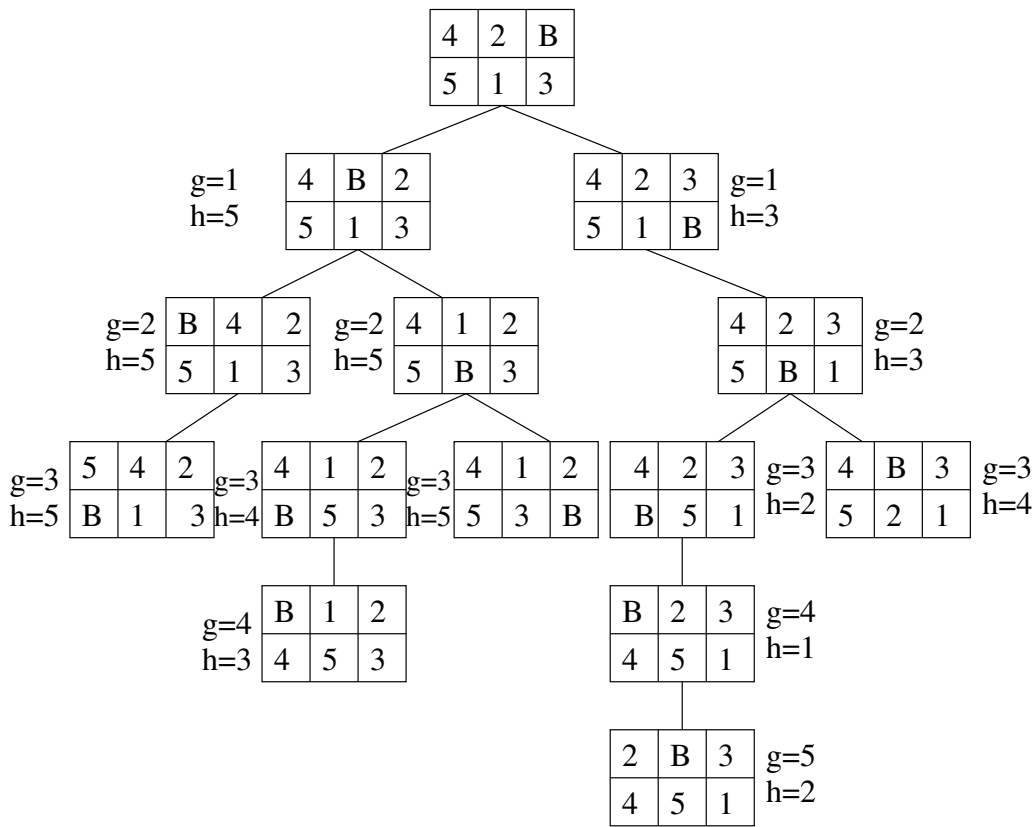 4 2 B
5 1 3
g=1
h=5
4 B 2
5 1 3
4 2 3
5 1 B
g=1
h=3
g=2
h=5
B 4 2
5 1 3
g=2
h=5
4 1 2
5 B 3
4 2 3
5 B 1
g=2
h=3
g=3
h=5
5 4 2
B 1 3
g=3
h=4
4 1 2
B 5 3
g=3
h=5
4 1 2
5 3 B
4 2 3
B 5 1
g=3
h=2
4 B 3
5 2 1
g=3
h=4
g=4
h=3
B 1 2
4 5 3
B 2 3
4 5 1
g=4
h=1
2 B 3
4 5 1
g=5
h=2